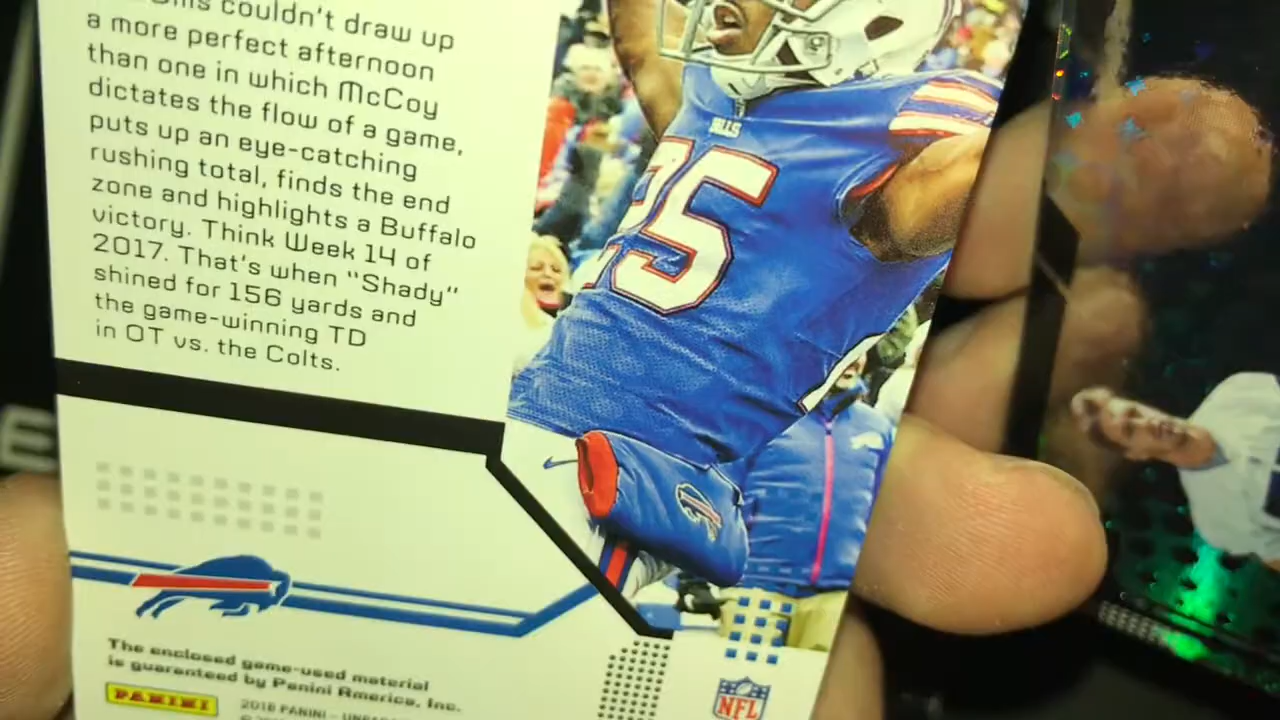 couldn't draw up
a more perfect afternoon
than one in which McCoy
dictates the flow of a game,
puts up an eye-catching
rushing total, finds the end
zone and highlights a Buffalo
victory. Think Week 14 of
2017. That's when "Shady"
shined for 156 yards and
the game-winning TD
in OT vs. the Colts.
BILLS
25
The enclosed game-used material
is guaranteed by Panini America, Inc.
PANINI
2018 PANINI -
NFL